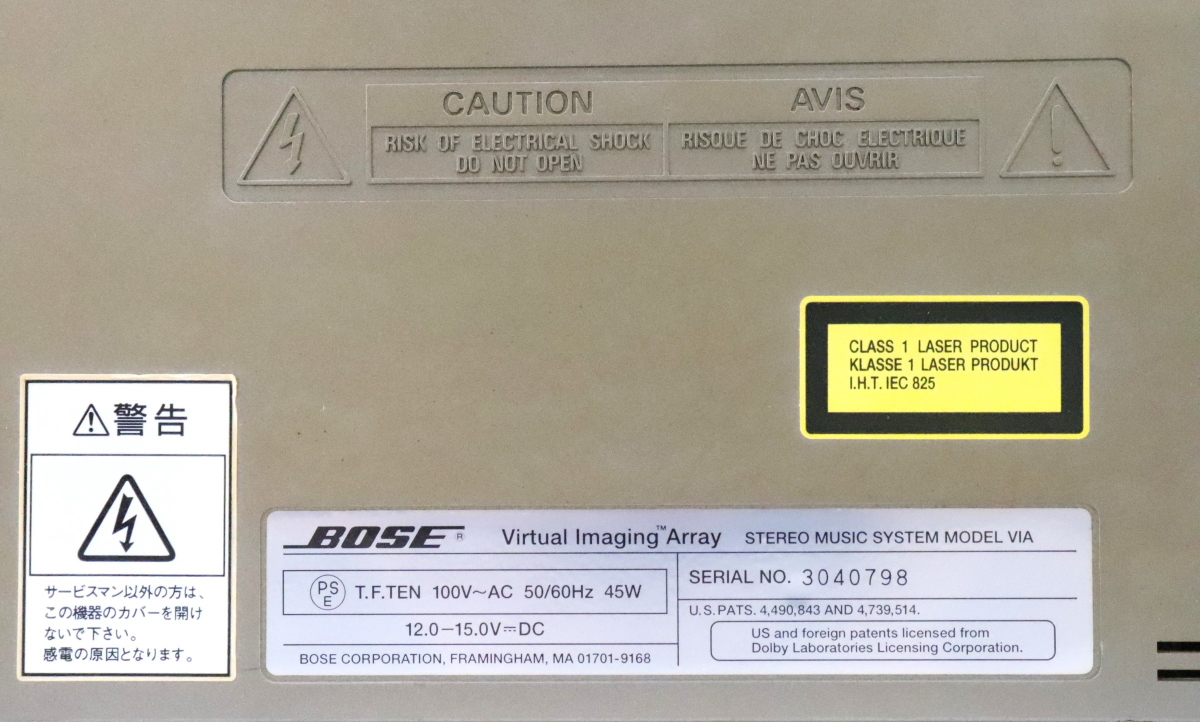 CAUTION
RISK OF ELECTRICAL SHOCK
DO NOT OPEN
AVIS
RISQUE DE CHOC ELECTRIQUE
NE PAS OUVRIR
CLASS 1 LASER PRODUCT
KLASSE 1 LASER PRODUKT
I.H.T. IEC 825
警告
サービスマン以外の方は、
この機器のカバーを開け
ないで下さい。
感電の原因となります。
BOSE® Virtual Imaging™Array STEREO MUSIC SYSTEM MODEL VIA
PSE T.F.TEN 100V~AC 50/60Hz 45W
12.0-15.0V⎓DC
BOSE CORPORATION, FRAMINGHAM, MA 01701-9168
SERIAL NO. 3040798
U.S. PATS. 4,490,843 AND 4,739,514.
US and foreign patents licensed from
Dolby Laboratories Licensing Corporation.